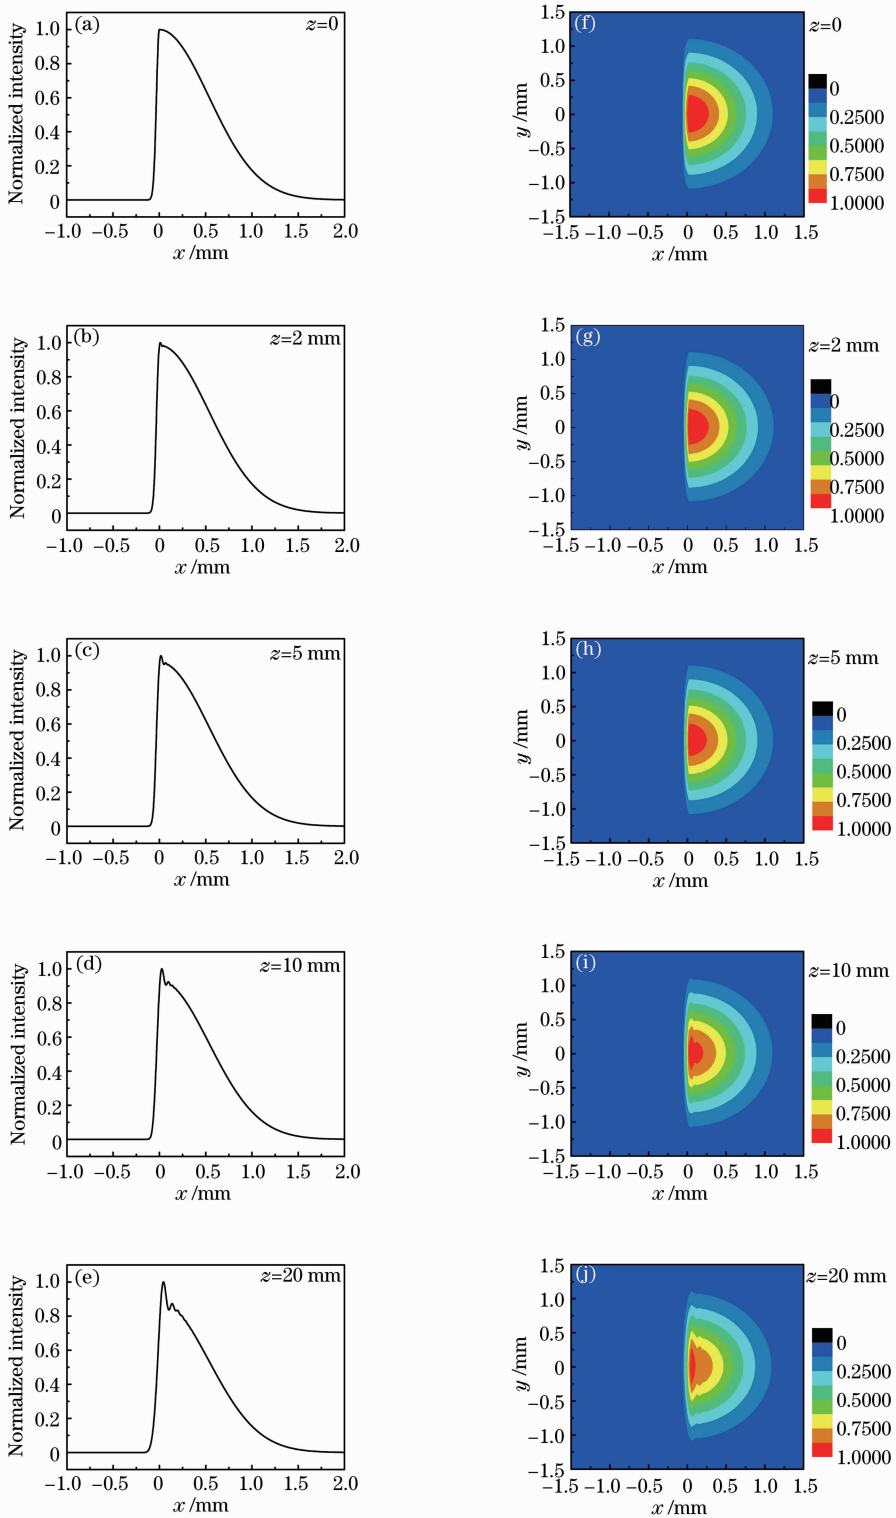 (a)
z=0
Normalized intensity
1.0
0.8
0.6
0.4
0.2
0
−1.0 −0.5 0 0.5 1.0 1.5 2.0
x /mm
(f)
z=0
y /mm
1.5
1.0
0.5
0
−0.5
−1.0
−1.5
−1.5 −1.0 −0.5 0 0.5 1.0 1.5
x /mm
0
0.2500
0.5000
0.7500
1.0000
(b)
z=2 mm
Normalized intensity
1.0
0.8
0.6
0.4
0.2
0
−1.0 −0.5 0 0.5 1.0 1.5 2.0
x /mm
(g)
z=2 mm
y /mm
1.5
1.0
0.5
0
−0.5
−1.0
−1.5
−1.5 −1.0 −0.5 0 0.5 1.0 1.5
x /mm
0
0.2500
0.5000
0.7500
1.0000
(c)
z=5 mm
Normalized intensity
1.0
0.8
0.6
0.4
0.2
0
−1.0 −0.5 0 0.5 1.0 1.5 2.0
x /mm
(h)
z=5 mm
y /mm
1.5
1.0
0.5
0
−0.5
−1.0
−1.5
−1.5 −1.0 −0.5 0 0.5 1.0 1.5
x /mm
0
0.2500
0.5000
0.7500
1.0000
(d)
z=10 mm
Normalized intensity
1.0
0.8
0.6
0.4
0.2
0
−1.0 −0.5 0 0.5 1.0 1.5 2.0
x /mm
(i)
z=10 mm
y /mm
1.5
1.0
0.5
0
−0.5
−1.0
−1.5
−1.5 −1.0 −0.5 0 0.5 1.0 1.5
x /mm
0
0.2500
0.5000
0.7500
1.0000
(e)
z=20 mm
Normalized intensity
1.0
0.8
0.6
0.4
0.2
0
−1.0 −0.5 0 0.5 1.0 1.5 2.0
x /mm
(j)
z=20 mm
y /mm
1.5
1.0
0.5
0
−0.5
−1.0
−1.5
−1.5 −1.0 −0.5 0 0.5 1.0 1.5
x /mm
0
0.2500
0.5000
0.7500
1.0000